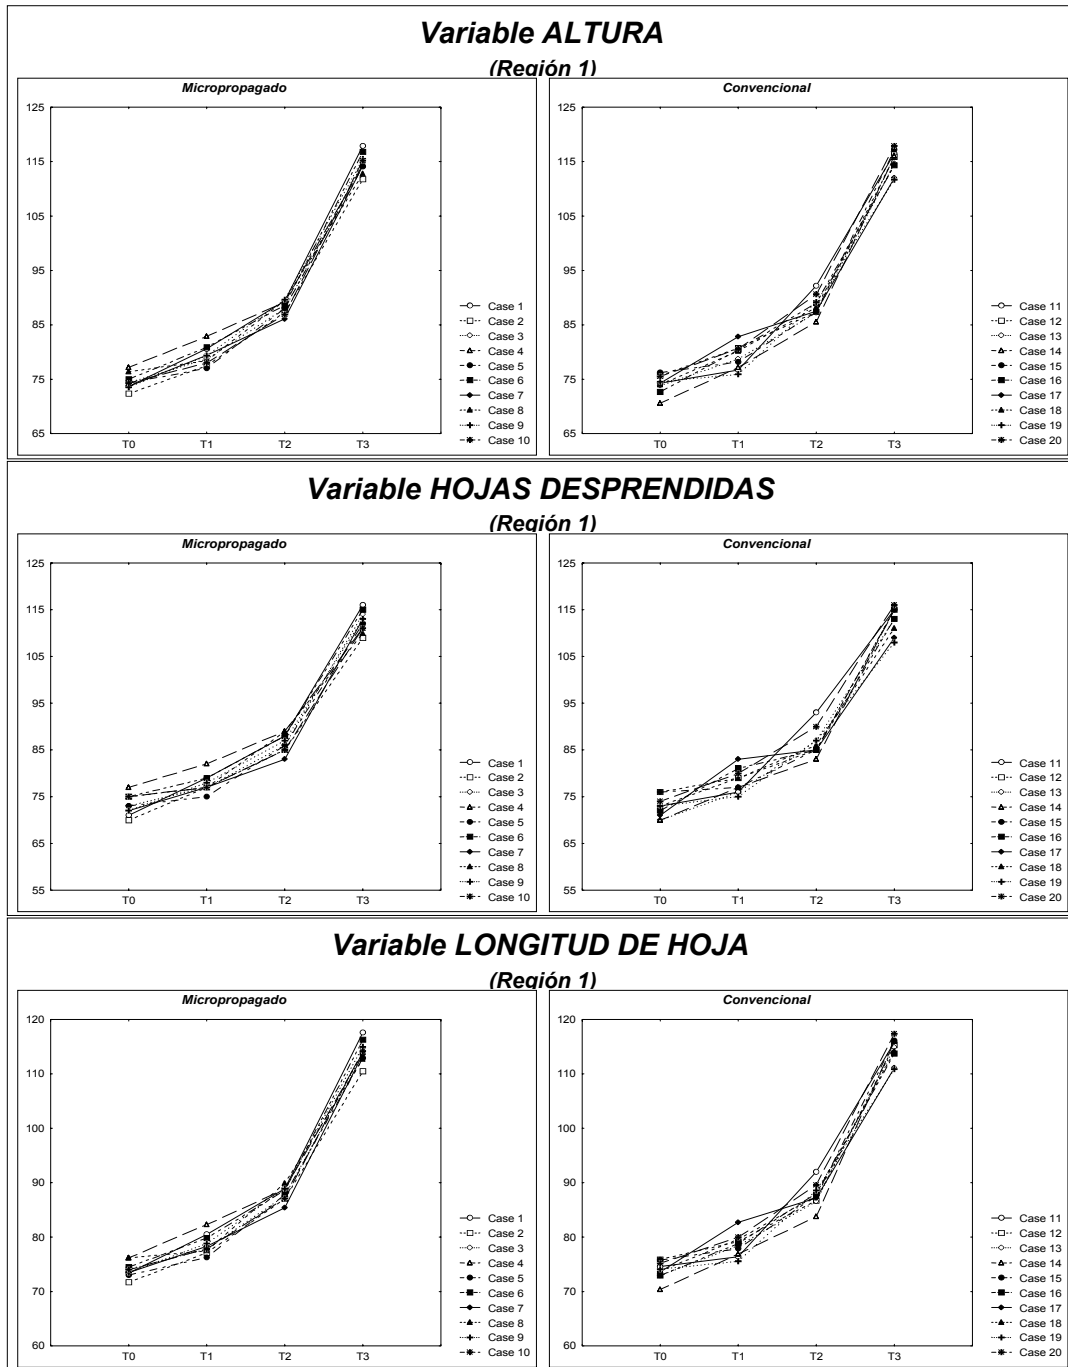 Variable ALTURA
(Región 1)
Micropropagado
125
115
105
95
85
75
65
T0 T1 T2 T3
Case 1
Case 2
Case 3
Case 4
Case 5
Case 6
Case 7
Case 8
Case 9
Case 10
Convencional
125
115
105
95
85
75
65
T0 T1 T2 T3
Case 11
Case 12
Case 13
Case 14
Case 15
Case 16
Case 17
Case 18
Case 19
Case 20
Variable HOJAS DESPRENDIDAS
(Región 1)
Micropropagado
125
115
105
95
85
75
65
55
T0 T1 T2 T3
Case 1
Case 2
Case 3
Case 4
Case 5
Case 6
Case 7
Case 8
Case 9
Case 10
Convencional
125
115
105
95
85
75
65
55
T0 T1 T2 T3
Case 11
Case 12
Case 13
Case 14
Case 15
Case 16
Case 17
Case 18
Case 19
Case 20
Variable LONGITUD DE HOJA
(Región 1)
Micropropagado
120
110
100
90
80
70
60
T0 T1 T2 T3
Case 1
Case 2
Case 3
Case 4
Case 5
Case 6
Case 7
Case 8
Case 9
Case 10
Convencional
120
110
100
90
80
70
60
T0 T1 T2 T3
Case 11
Case 12
Case 13
Case 14
Case 15
Case 16
Case 17
Case 18
Case 19
Case 20